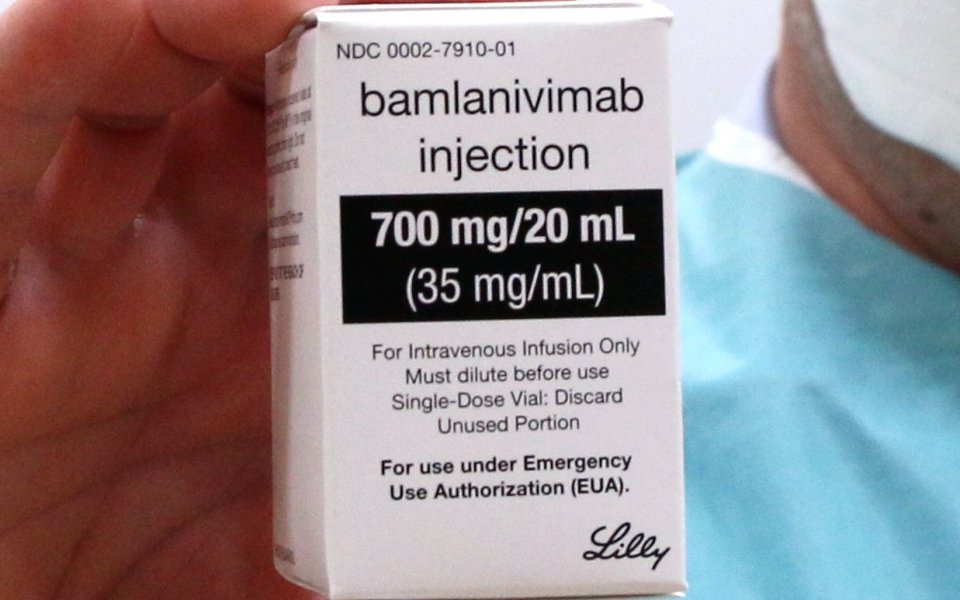 NDC 0002-7910-01
bamlanivimab
injection
700 mg/20 mL
(35 mg/mL)
For Intravenous Infusion Only
Must dilute before use
Single-Dose Vial: Discard
Unused Portion
For use under Emergency
Use Authorization (EUA).
Lilly